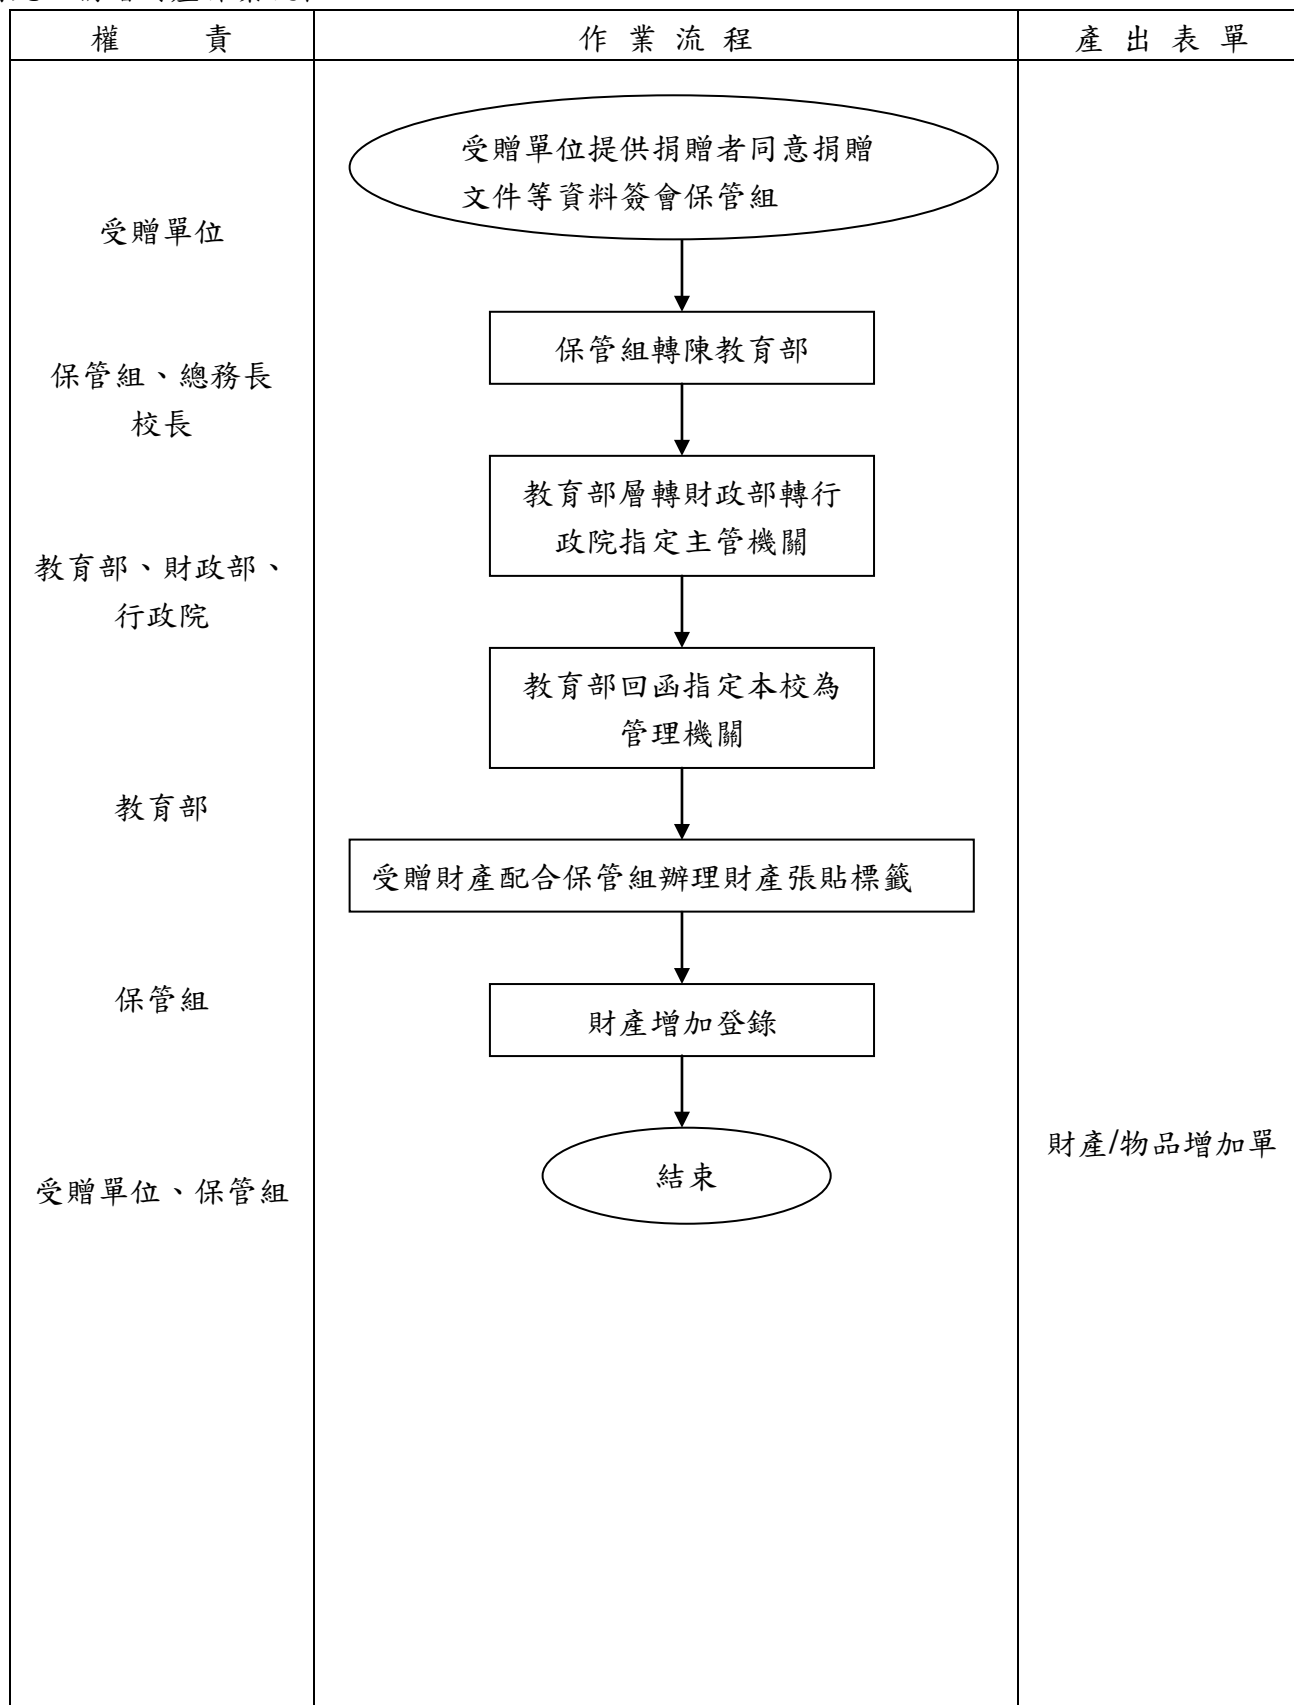 權 責
作 業 流 程
產 出 表 單
受贈單位
保管組、總務長
校長
教育部、財政部、
行政院
教育部
保管組
受贈單位、保管組
受贈單位提供捐贈者同意捐贈
文件等資料簽會保管組
保管組轉陳教育部
教育部層轉財政部轉行
政院指定主管機關
教育部回函指定本校為
管理機關
受贈財產配合保管組辦理財產張貼標籤
財產增加登錄
結束
財產/物品增加單